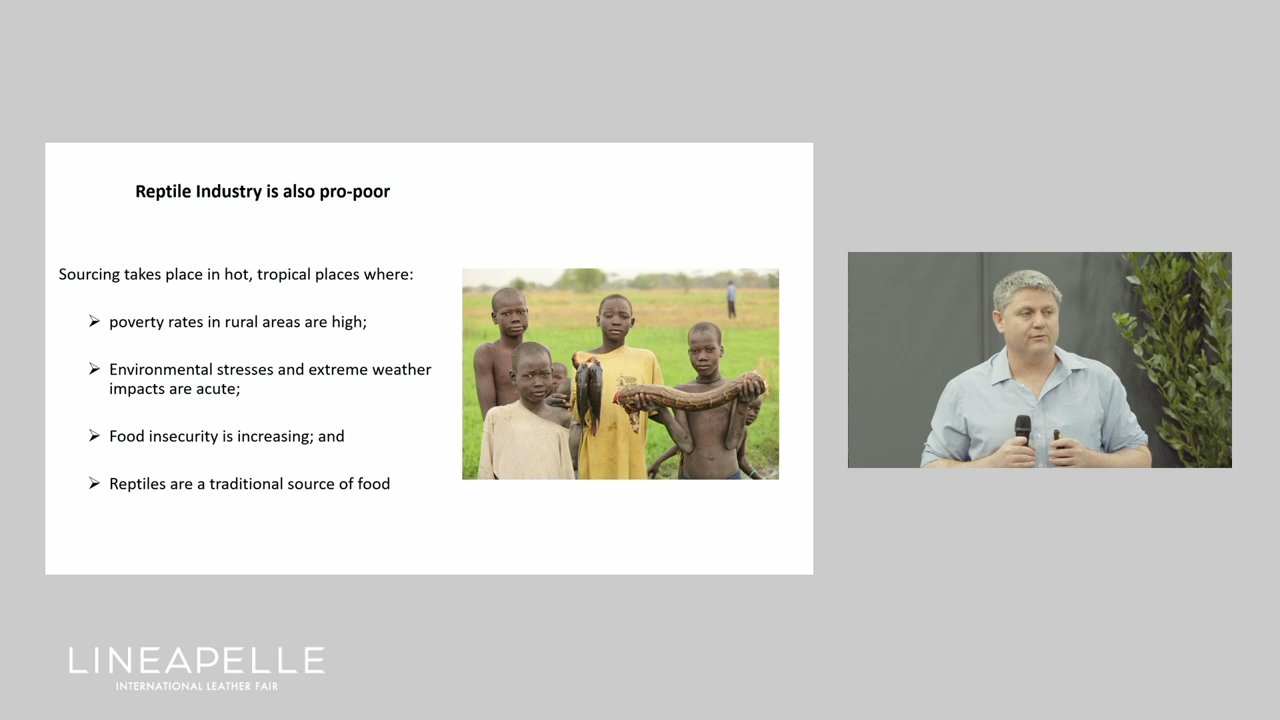 Reptile Industry is also pro-poor
Sourcing takes place in hot, tropical places where:
➢ poverty rates in rural areas are high;
➢ Environmental stresses and extreme weather
impacts are acute;
➢ Food insecurity is increasing; and
➢ Reptiles are a traditional source of food
LINEAPELLE
INTERNATIONAL LEATHER FAIR